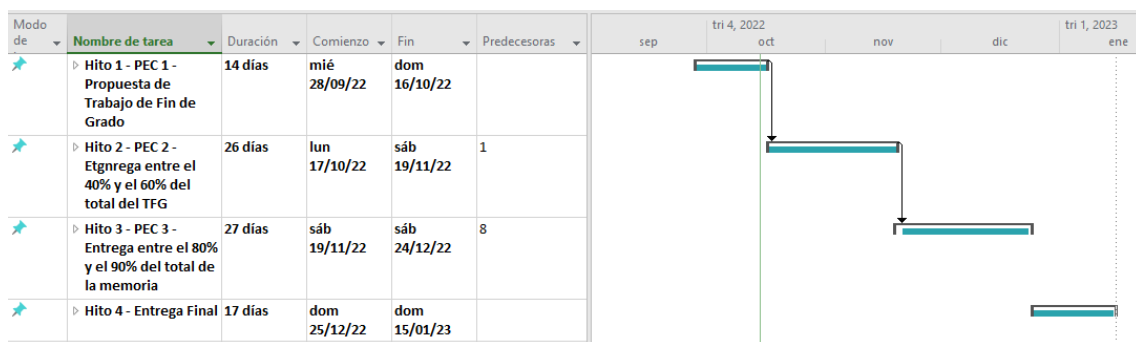 Modo
de
Nombre de tarea
Duración
Comienzo
Fin
Predecesoras
tri 4, 2022
tri 1, 2023
sep
oct
nov
dic
ene
Hito 1 - PEC 1 -
Propuesta de
Trabajo de Fin de
Grado
14 días
mié
28/09/22
dom
16/10/22
Hito 2 - PEC 2 -
Etgnrega entre el
40% y el 60% del
total del TFG
26 días
lun
17/10/22
sáb
19/11/22
1
Hito 3 - PEC 3 -
Entrega entre el 80%
y el 90% del total de
la memoria
27 días
sáb
19/11/22
sáb
24/12/22
8
Hito 4 - Entrega Final
17 días
dom
25/12/22
dom
15/01/23